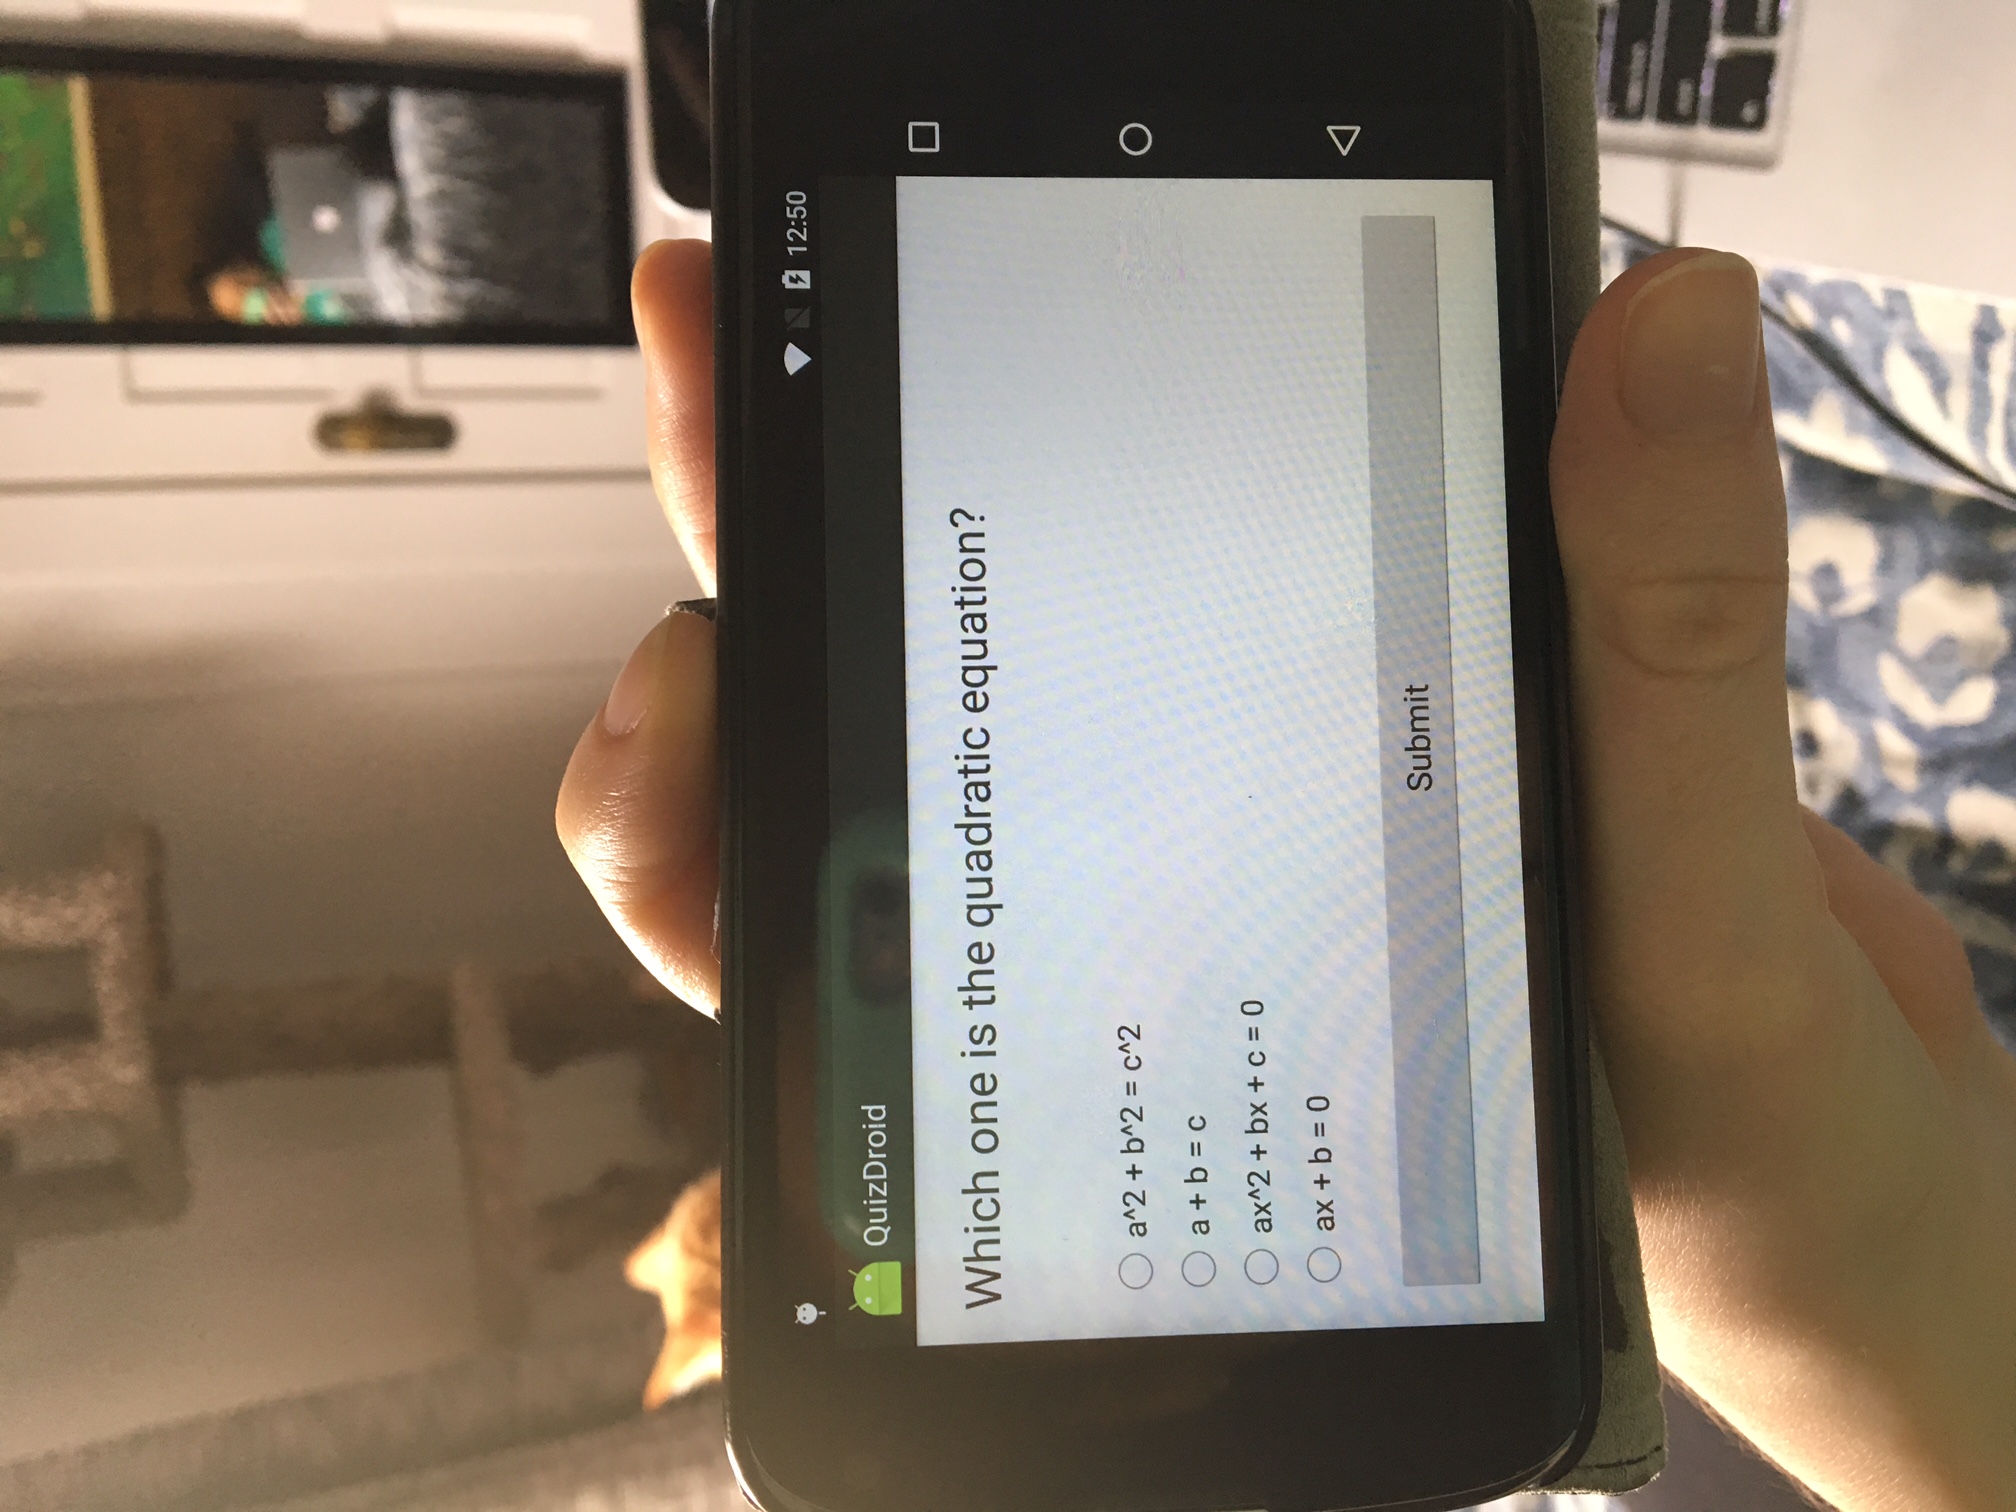 12:50
QuizDroid
Which one is the quadratic equation?
a^2 + b^2 = c^2
a + b = c
ax^2 + bx + c = 0
ax + b = 0
Submit